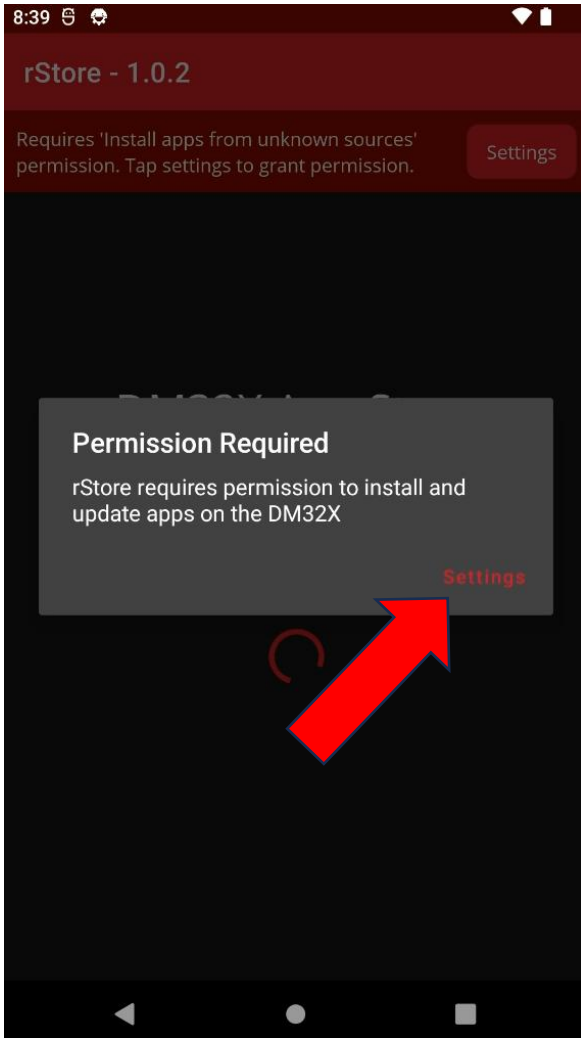 8:39
rStore - 1.0.2
Requires 'Install apps from unknown sources'
permission. Tap settings to grant permission.
Settings
Permission Required
rStore requires permission to install and
update apps on the DM32X
Settings